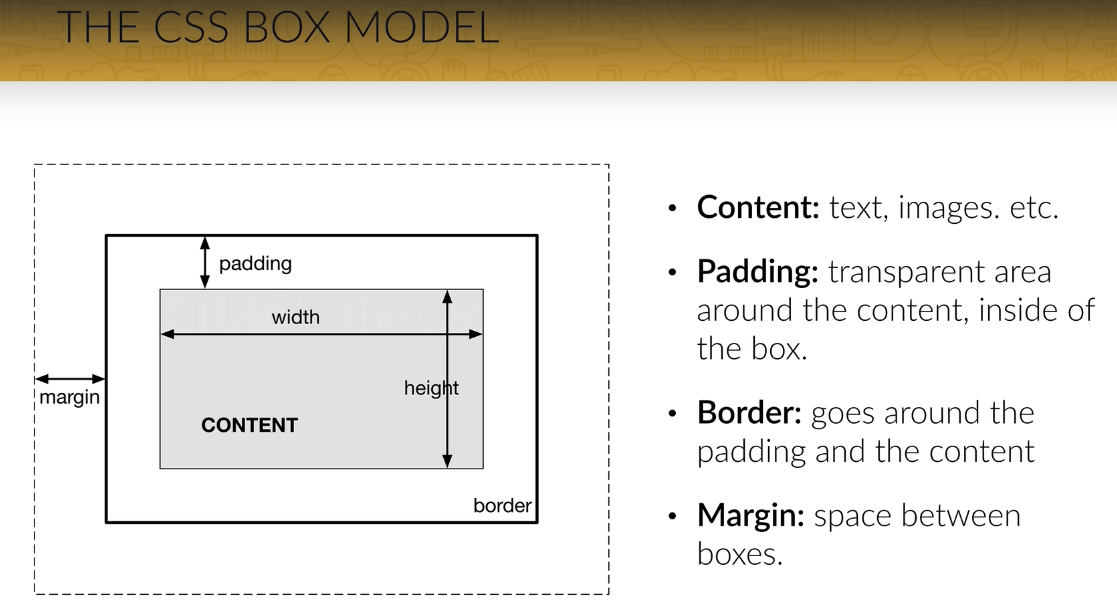 THE CSS BOX MODEL
padding
width
height
margin
CONTENT
border
• Content: text, images. etc.
• Padding: transparent area
around the content, inside of
the box.
• Border: goes around the
padding and the content
• Margin: space between
boxes.